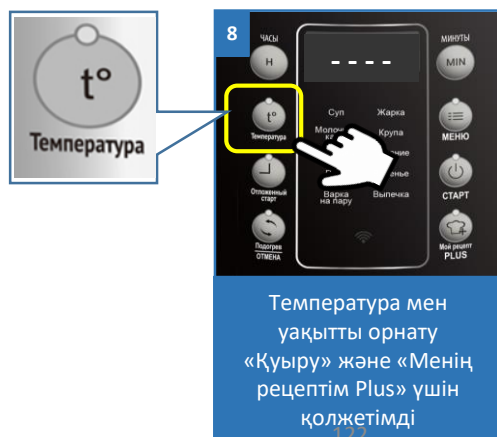 t°
Температура
8
ЧАСЫ
H
- - - -
МИНУТЫ
MIN
t°
Температура
Суп
Жарка
Крупа
МЕНЮ
Отложенный
старт
Варка
на пару
Выпечка
СТАРТ
Подогрев
ОТМЕНА
Мой рецепт
PLUS
Температура мен
уақытты орнату
«Қуыру» және «Менің
рецептім Plus» үшін
қолжетімді
122